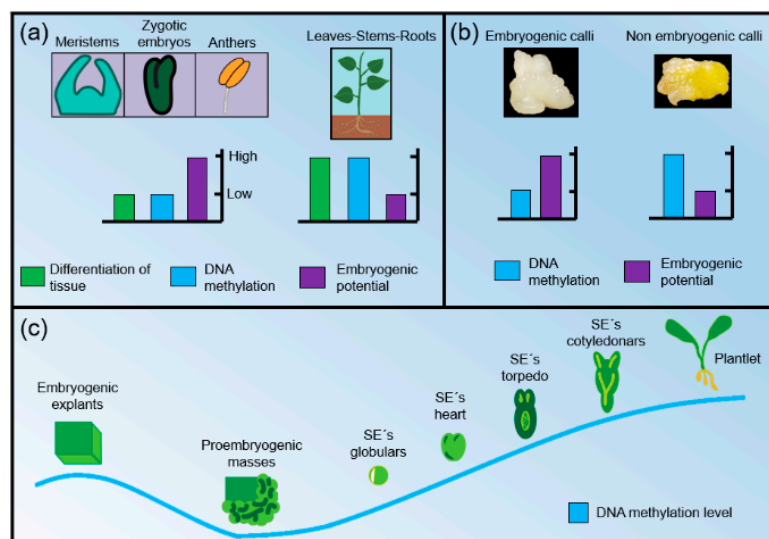 (a)
Meristems
Zygotic
embryos
Anthers
Leaves-Stems-Roots
High
Low
Differentiation of
tissue
DNA
methylation
Embryogenic
potential
(b)
Embryogenic calli
Non embryogenic calli
DNA
methylation
Embryogenic
potential
(c)
Embryogenic
explants
Proembryogenic
masses
SE´s
globulars
SE´s
heart
SE´s
torpedo
SE´s
cotyledonars
Plantlet
DNA methylation level